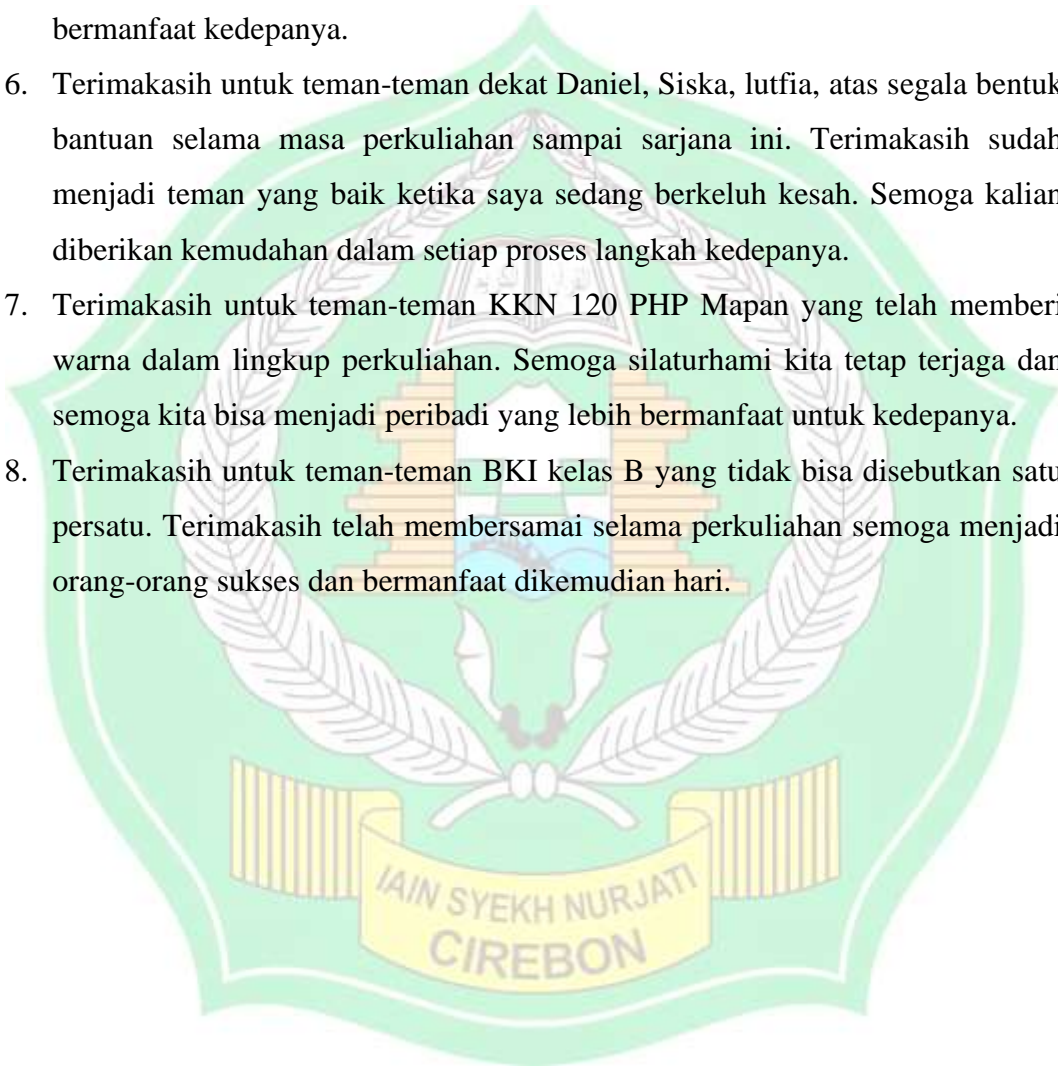 bermanfaat kedepanya.
6. Terimakasih untuk teman-teman dekat Daniel, Siska, lutfia, atas segala bentuk
bantuan selama masa perkuliahan sampai sarjana ini. Terimakasih sudah
menjadi teman yang baik ketika saya sedang berkeluh kesah. Semoga kalian
diberikan kemudahan dalam setiap proses langkah kedepanya.
7. Terimakasih untuk teman-teman KKN 120 PHP Mapan yang telah memberi
warna dalam lingkup perkuliahan. Semoga silaturhami kita tetap terjaga dan
semoga kita bisa menjadi peribadi yang lebih bermanfaat untuk kedepanya.
8. Terimakasih untuk teman-teman BKI kelas B yang tidak bisa disebutkan satu
persatu. Terimakasih telah membersamai selama perkuliahan semoga menjadi
orang-orang sukses dan bermanfaat dikemudian hari.
IAIN SYEKH NURJATI
CIREBON